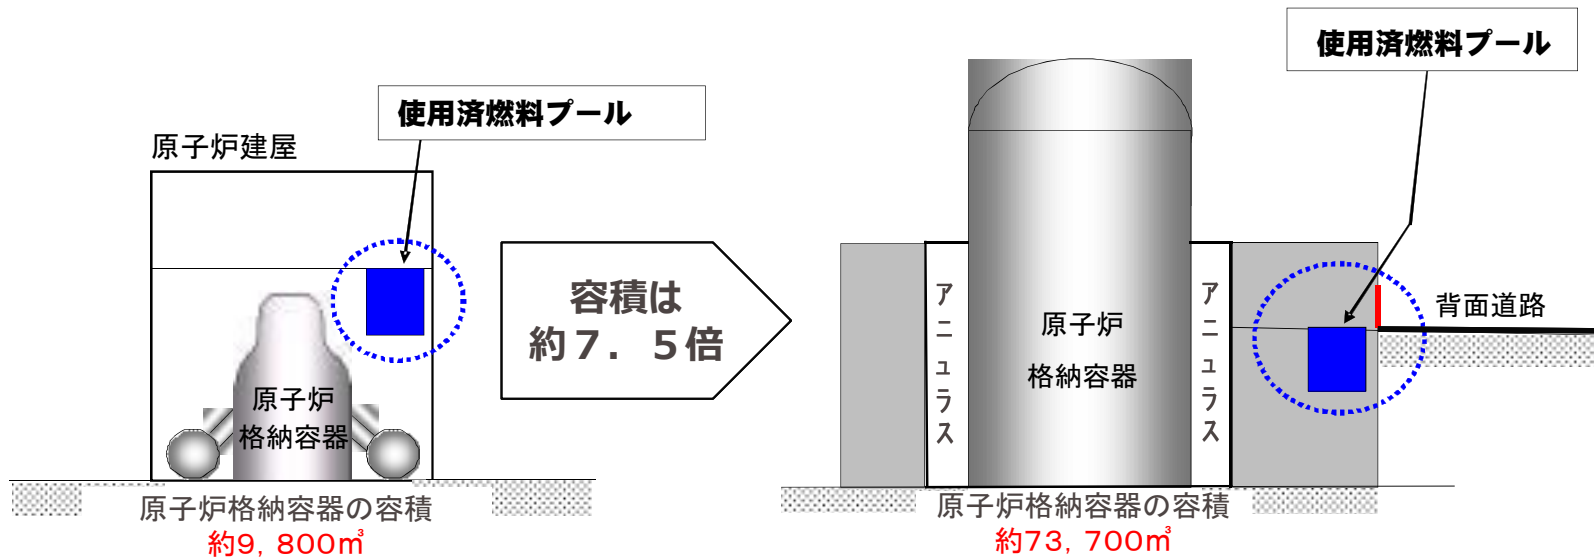 使用済燃料プール
原子炉建屋
原子炉
格納容器
原子炉格納容器の容積
約9，800㎥
容積は
約７．５倍
使用済燃料プール
アニュラス
原子炉
格納容器
アニュラス
背面道路
原子炉格納容器の容積
約73，700㎥